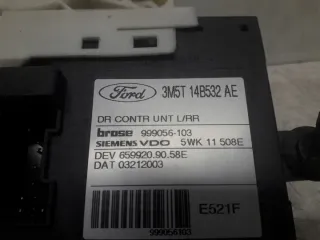 Ford 3M5T 14B532 AE
DR CONTR UNT L/RR
brose 999056-103
SIEMENS VDO 5WK 11 508E
DEV 659920.90.58E
DAT 03212003
E521F
999056103